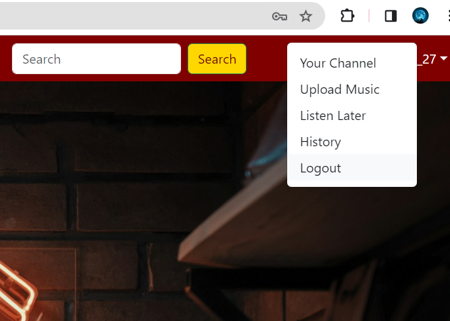 Search
Search
_27
Your Channel
Upload Music
Listen Later
History
Logout